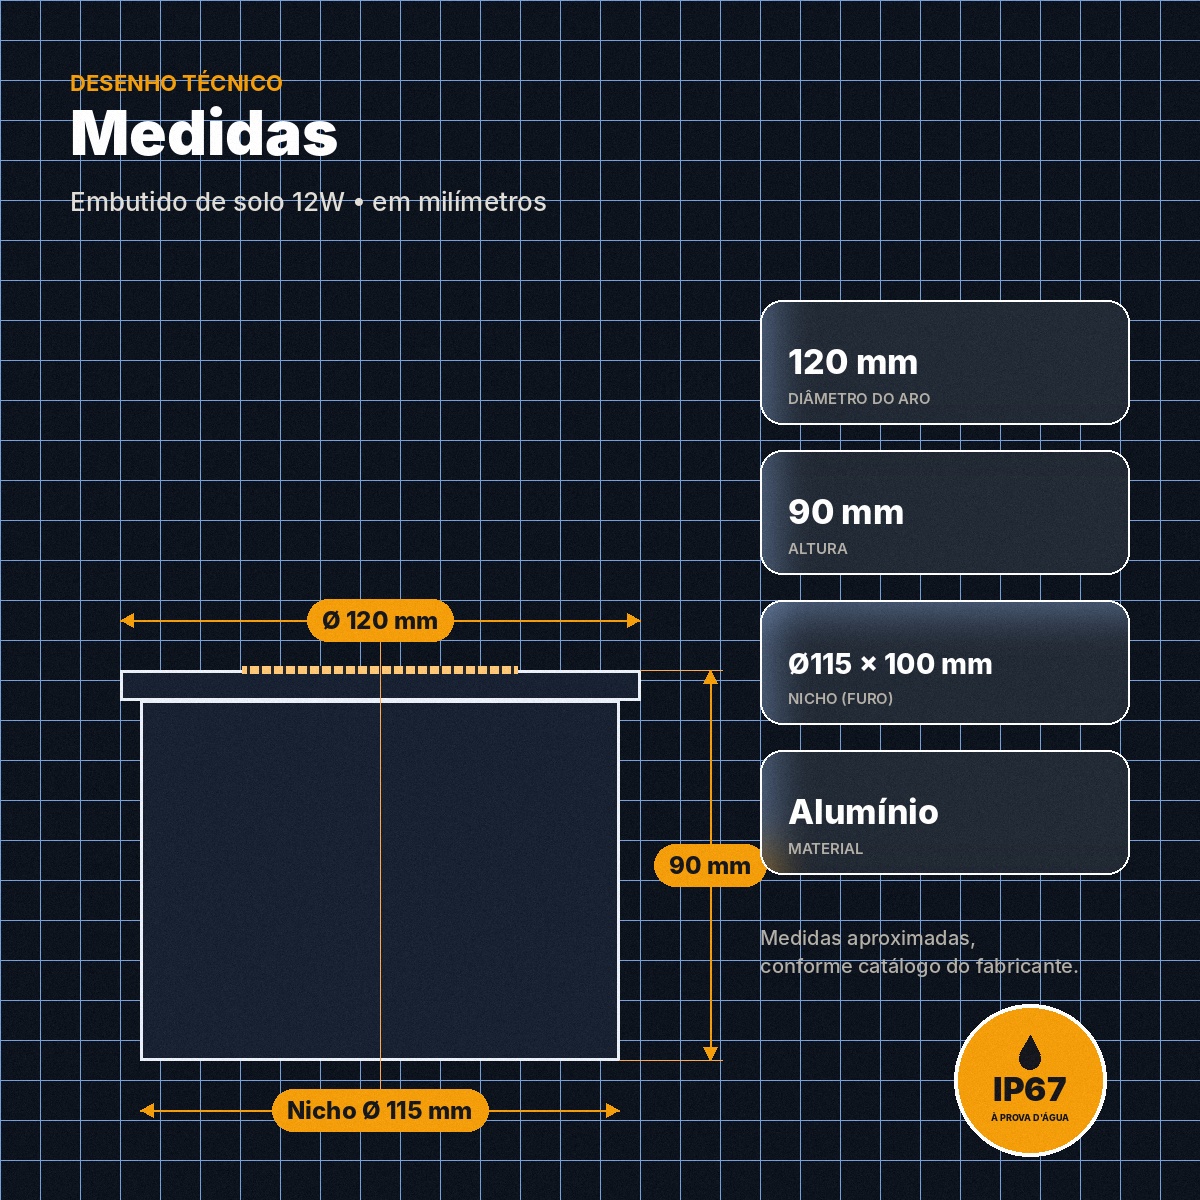 DESENHO TÉCNICO
Medidas
Embutido de solo 12W • em milímetros
120 mm
DIÂMETRO DO ARO
90 mm
ALTURA
Ø115 × 100 mm
NICHO (FURO)
Alumínio
MATERIAL
Ø 120 mm
90 mm
Nicho Ø 115 mm
Medidas aproximadas,
conforme catálogo do fabricante.
IP67
À PROVA D'ÁGUA